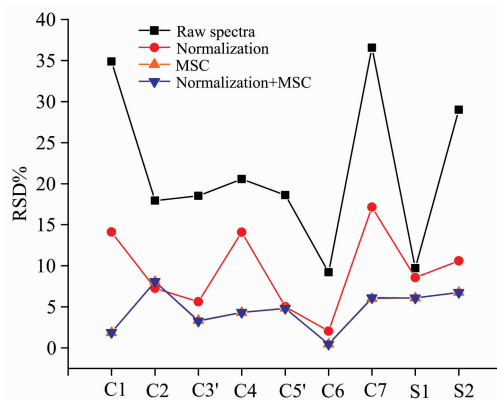 40
35
30
25
20
15
10
5
0
RSD%
Raw spectra
Normalization
MSC
Normalization+MSC
C1 C2 C3' C4 C5' C6 C7 S1 S2